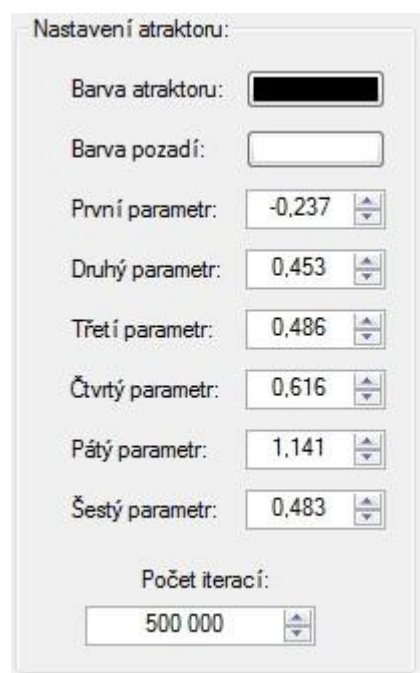 Nastavení atraktoru:
Barva atraktoru:
Barva pozadí:
První parametr: -0,237
Druhý parametr: 0,453
Třetí parametr: 0,486
Čtvrtý parametr: 0,616
Pátý parametr: 1,141
Šestý parametr: 0,483
Počet iterací:
500 000